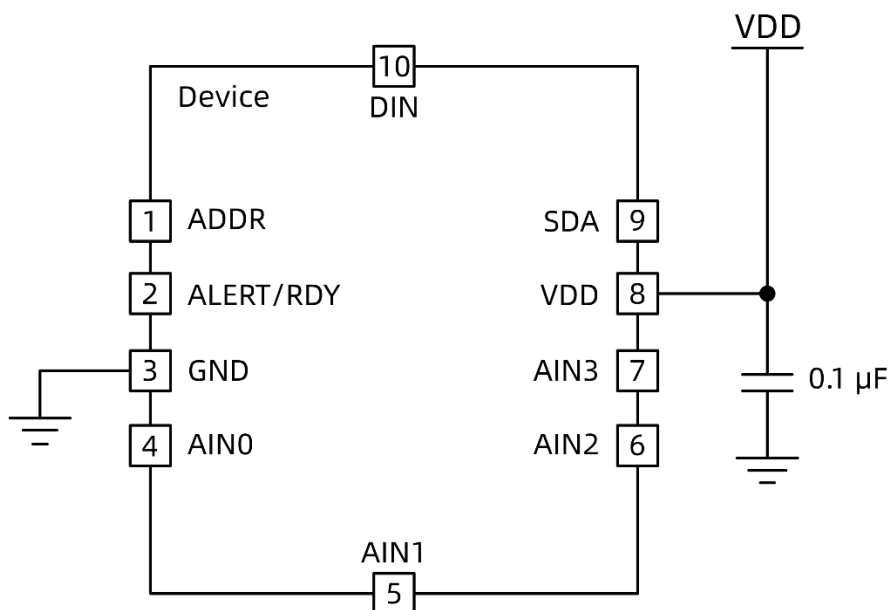 VDD
10
Device
DIN
1 ADDR
SDA 9
2 ALERT/RDY
VDD 8
3 GND
AIN3 7
0.1 µF
4 AIN0
AIN2 6
AIN1
5